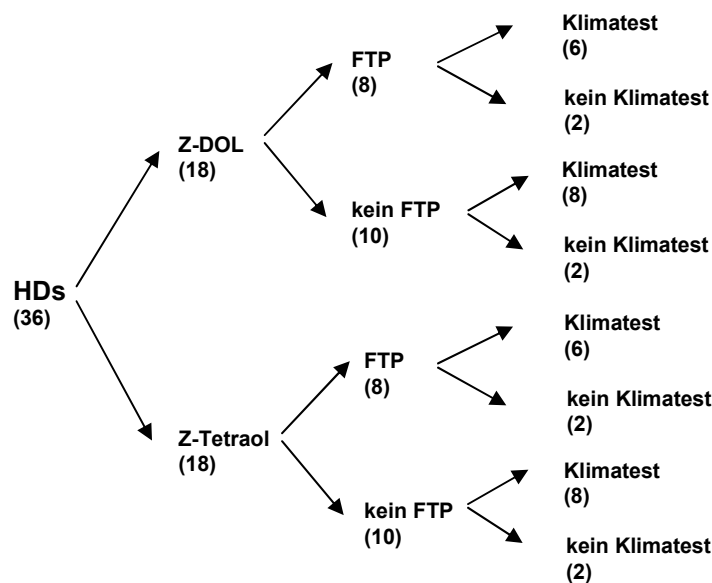 HDs
(36)
Z-DOL
(18)
FTP
(8)
Klimatest
(6)
kein Klimatest
(2)
kein FTP
(10)
Klimatest
(8)
kein Klimatest
(2)
Z-Tetraol
(18)
FTP
(8)
Klimatest
(6)
kein Klimatest
(2)
kein FTP
(10)
Klimatest
(8)
kein Klimatest
(2)